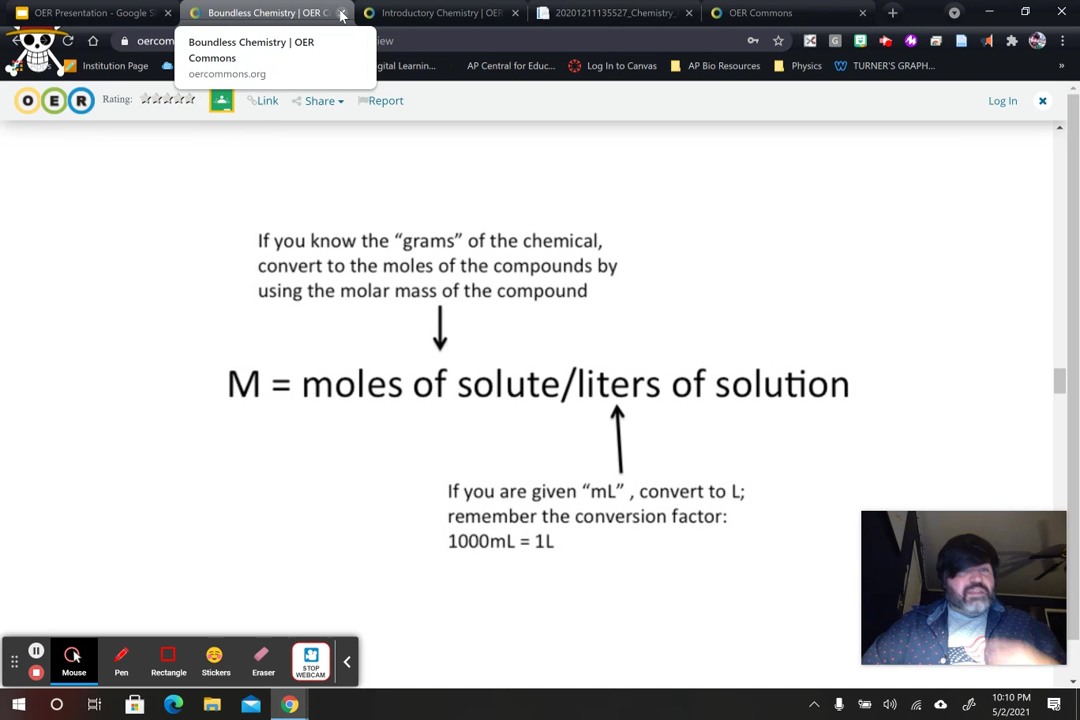 OER Presentation - Google S
Boundless Chemistry | OER C
Introductory Chemistry | OER
20201211135527_Chemistry_
OER Commons
Boundless Chemistry | OER
Commons
oercommons.org
oercom
iew
Institution Page
igital Learnin...
AP Central for Educ...
Log In to Canvas
AP Bio Resources
Physics
TURNER'S GRAPH...
»
OER
Rating:
Link
Share
Report
Log In
If you know the “grams” of the chemical,
convert to the moles of the compounds by
using the molar mass of the compound
M = moles of solute/liters of solution
If you are given “mL” , convert to L;
remember the conversion factor:
1000mL = 1L
Mouse
Pen
Rectangle
Stickers
Eraser
STOP
WEBCAM
10:10 PM
5/2/2021